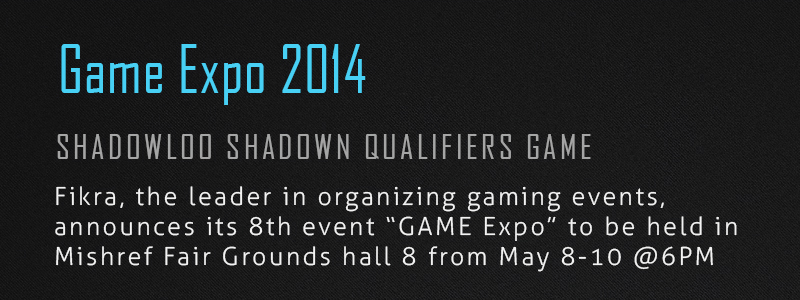 Game Expo 2014
SHADOWLOO SHADOWN QUALIFIERS GAME
Fikra, the leader in organizing gaming events,
announces its 8th event “GAME Expo” to be held in
Mishref Fair Grounds hall 8 from May 8-10 @6PM